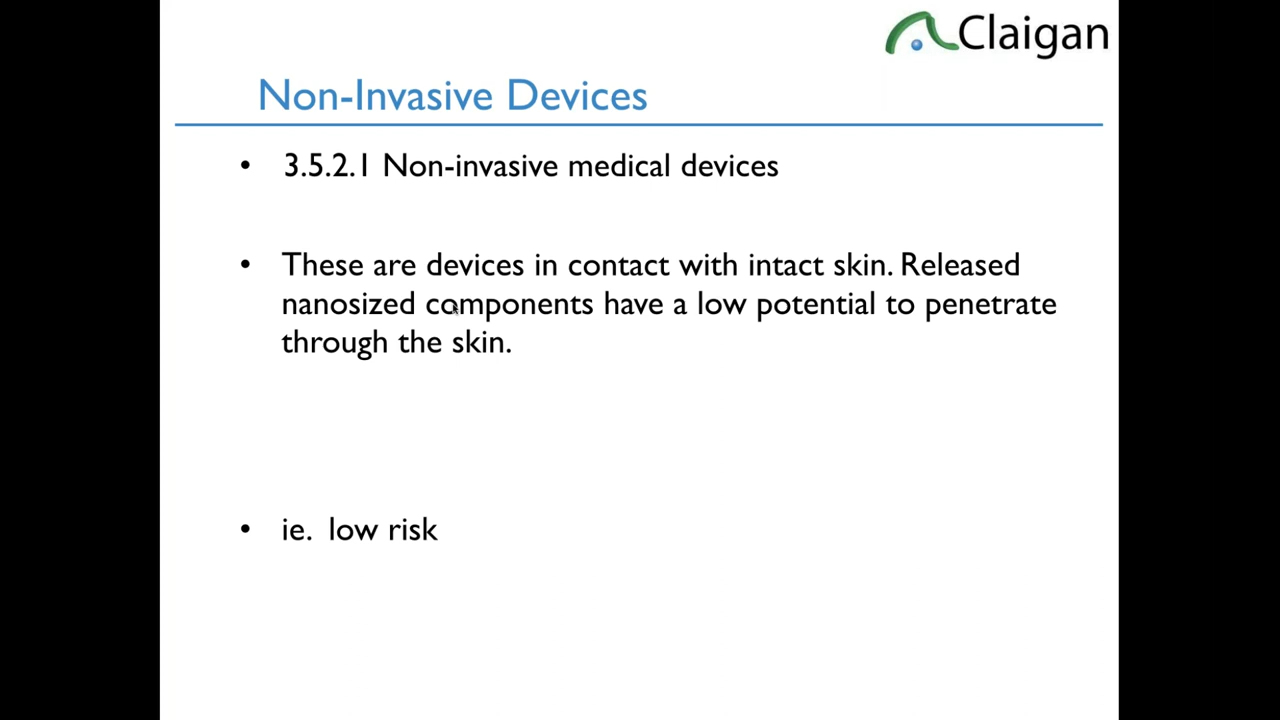 Claigan
Non-Invasive Devices
• 3.5.2.1 Non-invasive medical devices
• These are devices in contact with intact skin. Released
nanosized components have a low potential to penetrate
through the skin.
• ie. low risk